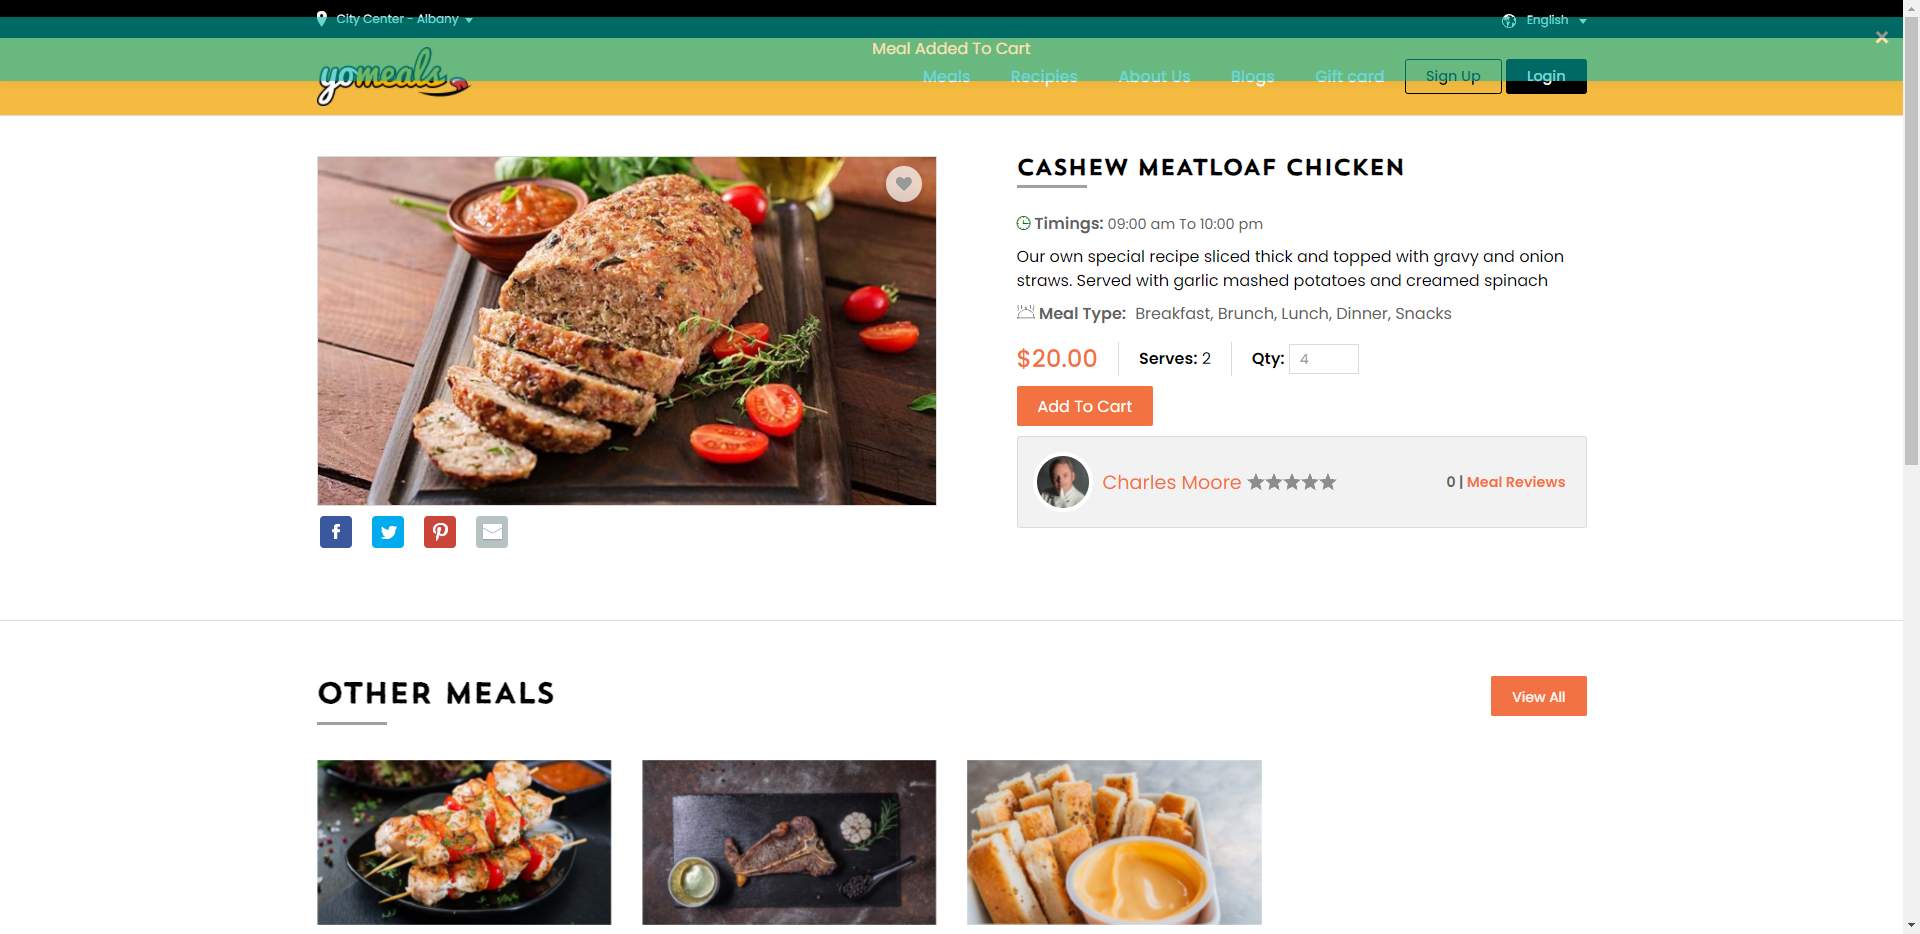 City Center - Albany
English
Meal Added To Cart
×
yomeals
Meals
Recipies
About Us
Blogs
Gift card
Sign Up
Login
CASHEW MEATLOAF CHICKEN
Timings: 09:00 am To 10:00 pm
Our own special recipe sliced thick and topped with gravy and onion
straws. Served with garlic mashed potatoes and creamed spinach
Meal Type: Breakfast, Brunch, Lunch, Dinner, Snacks
$20.00
Serves: 2
Qty: 4
Add To Cart
Charles Moore
0 | Meal Reviews
OTHER MEALS
View All